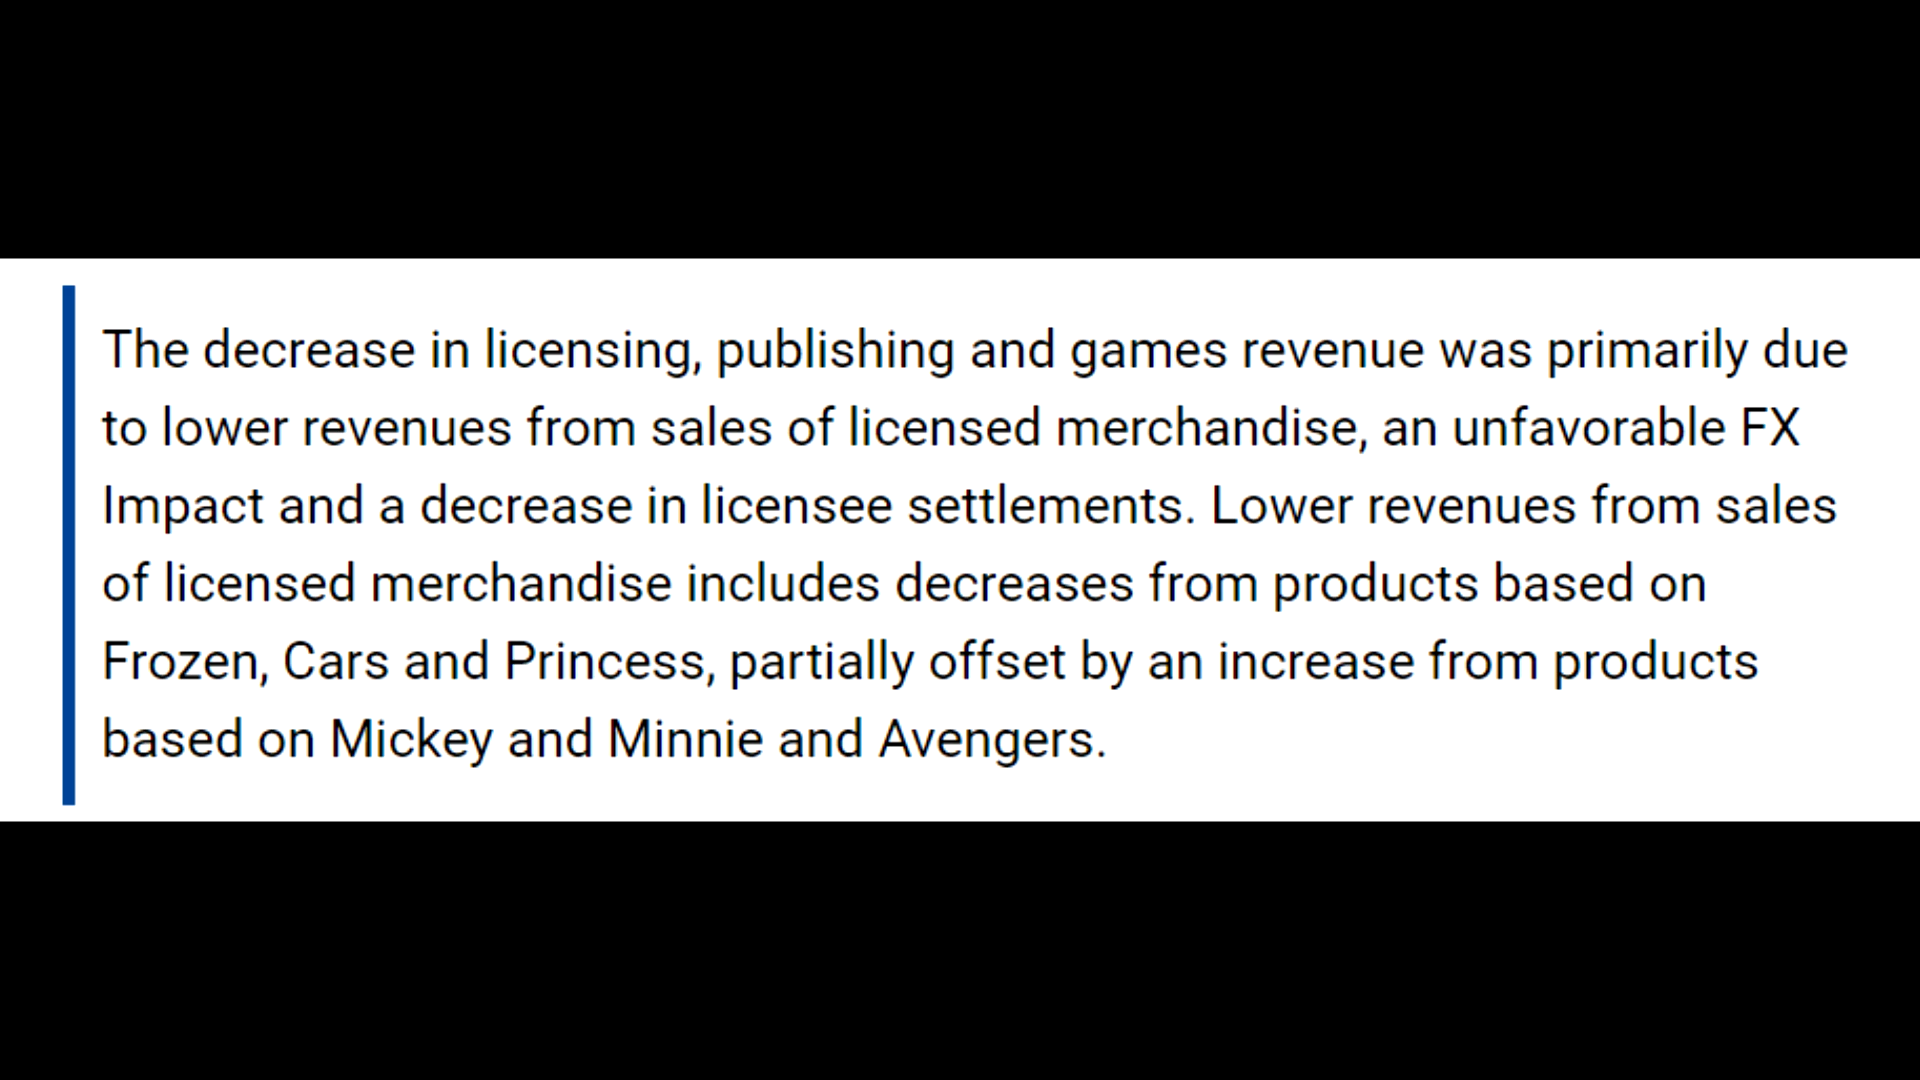 The decrease in licensing, publishing and games revenue was primarily due
to lower revenues from sales of licensed merchandise, an unfavorable FX
Impact and a decrease in licensee settlements. Lower revenues from sales
of licensed merchandise includes decreases from products based on
Frozen, Cars and Princess, partially offset by an increase from products
based on Mickey and Minnie and Avengers.